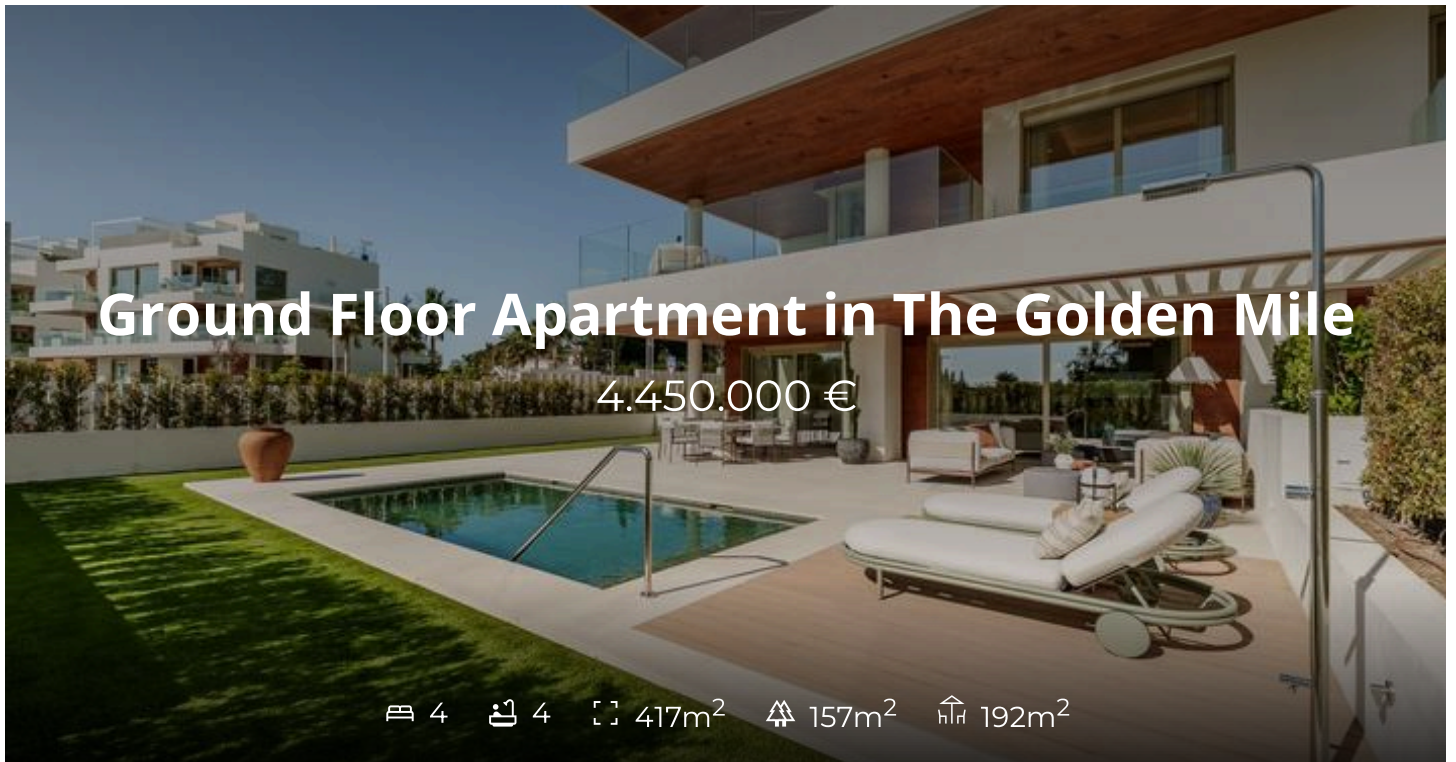 Ground Floor Apartment in The Golden Mile
4.450.000 €
4 4 417m² 157m² 192m²